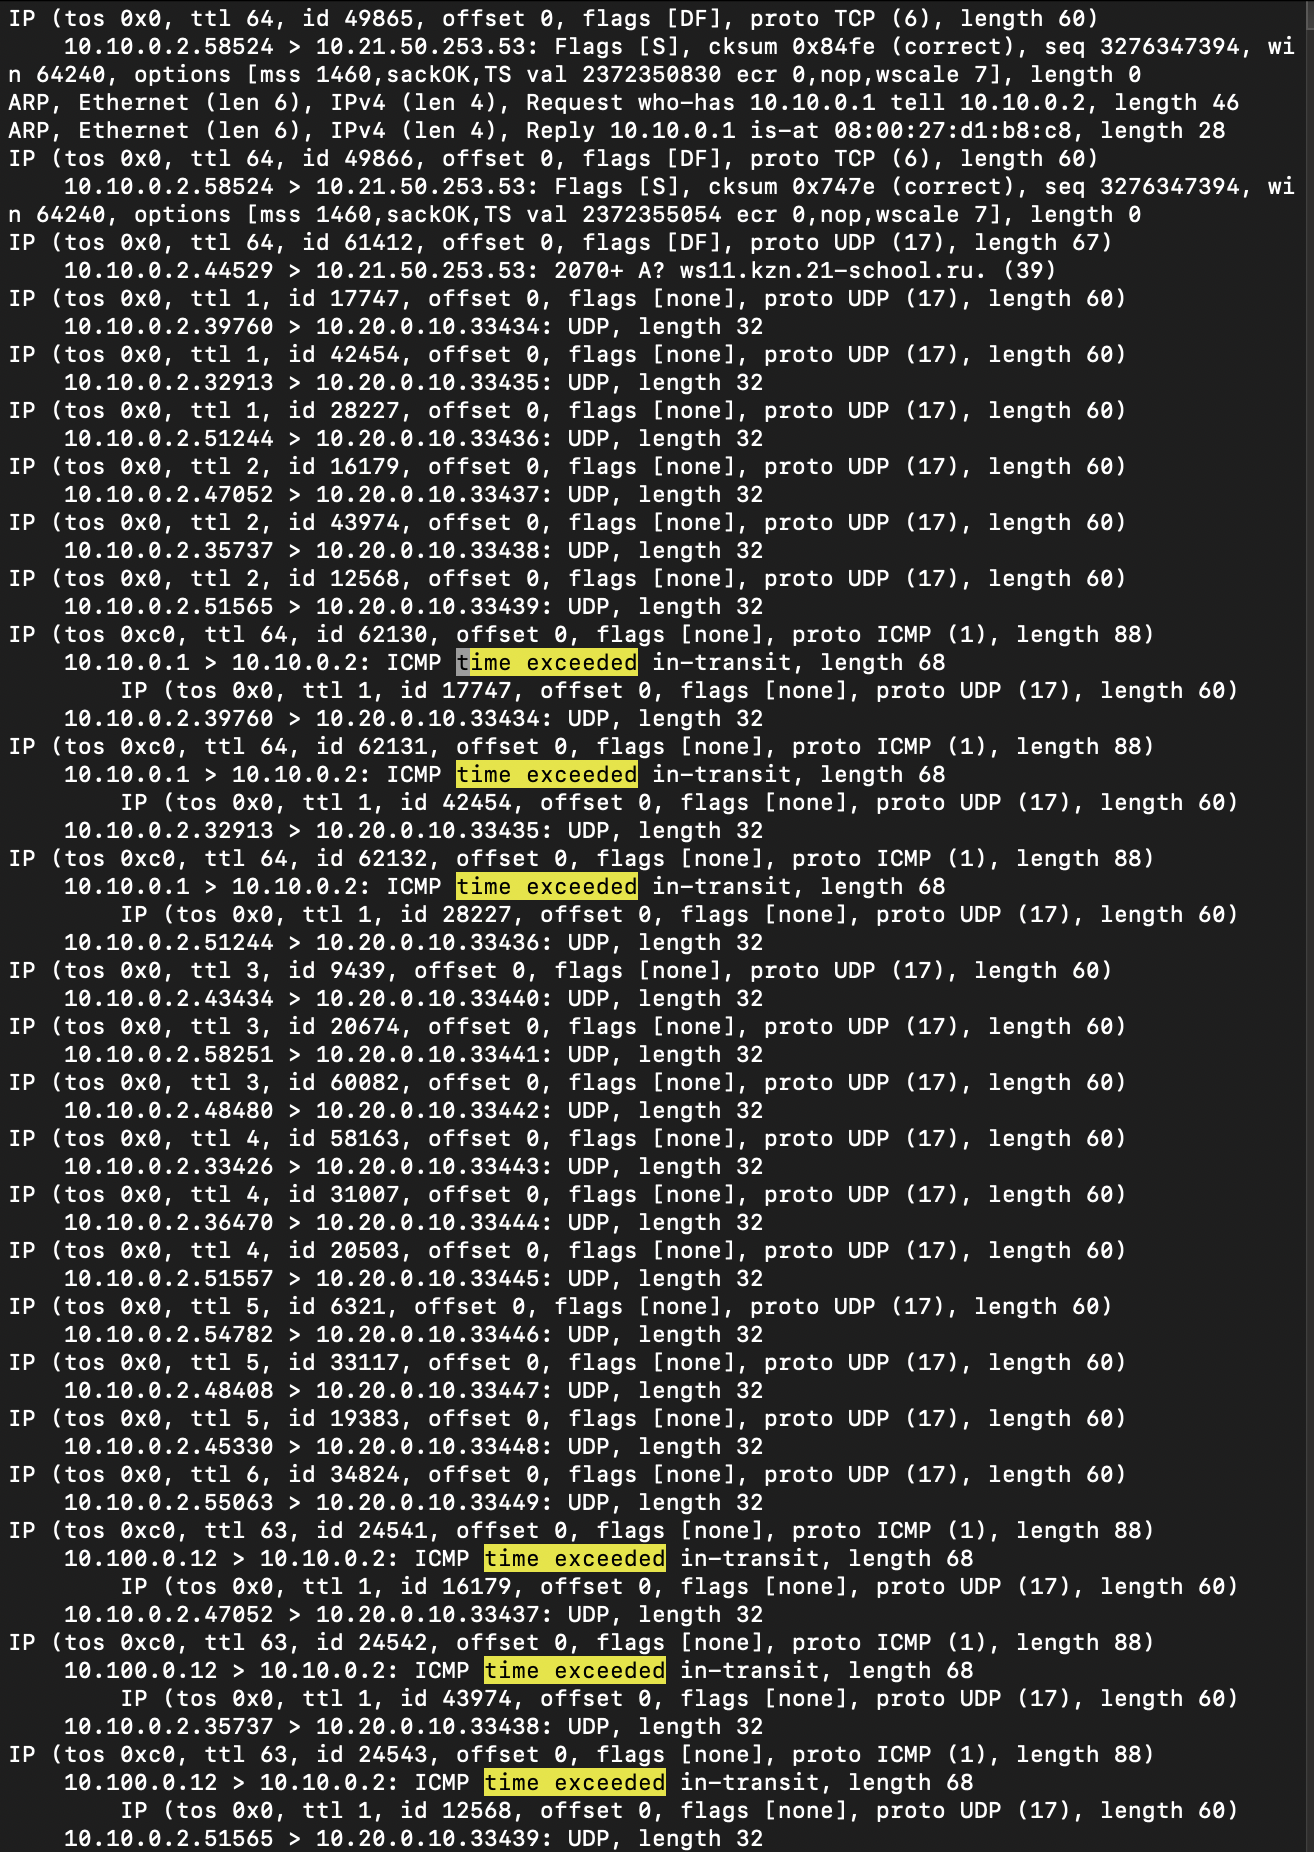 IP (tos 0x0, ttl 64, id 49865, offset 0, flags [DF], proto TCP (6), length 60)
    10.10.0.2.58524 > 10.21.50.253.53: Flags [S], cksum 0x84fe (correct), seq 3276347394, wi
n 64240, options [mss 1460,sackOK,TS val 2372350830 ecr 0,nop,wscale 7], length 0
ARP, Ethernet (len 6), IPv4 (len 4), Request who-has 10.10.0.1 tell 10.10.0.2, length 46
ARP, Ethernet (len 6), IPv4 (len 4), Reply 10.10.0.1 is-at 08:00:27:d1:b8:c8, length 28
IP (tos 0x0, ttl 64, id 49866, offset 0, flags [DF], proto TCP (6), length 60)
    10.10.0.2.58524 > 10.21.50.253.53: Flags [S], cksum 0x747e (correct), seq 3276347394, wi
n 64240, options [mss 1460,sackOK,TS val 2372355054 ecr 0,nop,wscale 7], length 0
IP (tos 0x0, ttl 64, id 61412, offset 0, flags [DF], proto UDP (17), length 67)
    10.10.0.2.44529 > 10.21.50.253.53: 2070+ A? ws11.kzn.21-school.ru. (39)
IP (tos 0x0, ttl 1, id 17747, offset 0, flags [none], proto UDP (17), length 60)
    10.10.0.2.39760 > 10.20.0.10.33434: UDP, length 32
IP (tos 0x0, ttl 1, id 42454, offset 0, flags [none], proto UDP (17), length 60)
    10.10.0.2.32913 > 10.20.0.10.33435: UDP, length 32
IP (tos 0x0, ttl 1, id 28227, offset 0, flags [none], proto UDP (17), length 60)
    10.10.0.2.51244 > 10.20.0.10.33436: UDP, length 32
IP (tos 0x0, ttl 2, id 16179, offset 0, flags [none], proto UDP (17), length 60)
    10.10.0.2.47052 > 10.20.0.10.33437: UDP, length 32
IP (tos 0x0, ttl 2, id 43974, offset 0, flags [none], proto UDP (17), length 60)
    10.10.0.2.35737 > 10.20.0.10.33438: UDP, length 32
IP (tos 0x0, ttl 2, id 12568, offset 0, flags [none], proto UDP (17), length 60)
    10.10.0.2.51565 > 10.20.0.10.33439: UDP, length 32
IP (tos 0xc0, ttl 64, id 62130, offset 0, flags [none], proto ICMP (1), length 88)
    10.10.0.1 > 10.10.0.2: ICMP time exceeded in-transit, length 68
        IP (tos 0x0, ttl 1, id 17747, offset 0, flags [none], proto UDP (17), length 60)
    10.10.0.2.39760 > 10.20.0.10.33434: UDP, length 32
IP (tos 0xc0, ttl 64, id 62131, offset 0, flags [none], proto ICMP (1), length 88)
    10.10.0.1 > 10.10.0.2: ICMP time exceeded in-transit, length 68
        IP (tos 0x0, ttl 1, id 42454, offset 0, flags [none], proto UDP (17), length 60)
    10.10.0.2.32913 > 10.20.0.10.33435: UDP, length 32
IP (tos 0xc0, ttl 64, id 62132, offset 0, flags [none], proto ICMP (1), length 88)
    10.10.0.1 > 10.10.0.2: ICMP time exceeded in-transit, length 68
        IP (tos 0x0, ttl 1, id 28227, offset 0, flags [none], proto UDP (17), length 60)
    10.10.0.2.51244 > 10.20.0.10.33436: UDP, length 32
IP (tos 0x0, ttl 3, id 9439, offset 0, flags [none], proto UDP (17), length 60)
    10.10.0.2.43434 > 10.20.0.10.33440: UDP, length 32
IP (tos 0x0, ttl 3, id 20674, offset 0, flags [none], proto UDP (17), length 60)
    10.10.0.2.58251 > 10.20.0.10.33441: UDP, length 32
IP (tos 0x0, ttl 3, id 60082, offset 0, flags [none], proto UDP (17), length 60)
    10.10.0.2.48480 > 10.20.0.10.33442: UDP, length 32
IP (tos 0x0, ttl 4, id 58163, offset 0, flags [none], proto UDP (17), length 60)
    10.10.0.2.33426 > 10.20.0.10.33443: UDP, length 32
IP (tos 0x0, ttl 4, id 31007, offset 0, flags [none], proto UDP (17), length 60)
    10.10.0.2.36470 > 10.20.0.10.33444: UDP, length 32
IP (tos 0x0, ttl 4, id 20503, offset 0, flags [none], proto UDP (17), length 60)
    10.10.0.2.51557 > 10.20.0.10.33445: UDP, length 32
IP (tos 0x0, ttl 5, id 6321, offset 0, flags [none], proto UDP (17), length 60)
    10.10.0.2.54782 > 10.20.0.10.33446: UDP, length 32
IP (tos 0x0, ttl 5, id 33117, offset 0, flags [none], proto UDP (17), length 60)
    10.10.0.2.48408 > 10.20.0.10.33447: UDP, length 32
IP (tos 0x0, ttl 5, id 19383, offset 0, flags [none], proto UDP (17), length 60)
    10.10.0.2.45330 > 10.20.0.10.33448: UDP, length 32
IP (tos 0x0, ttl 6, id 34824, offset 0, flags [none], proto UDP (17), length 60)
    10.10.0.2.55063 > 10.20.0.10.33449: UDP, length 32
IP (tos 0xc0, ttl 63, id 24541, offset 0, flags [none], proto ICMP (1), length 88)
    10.100.0.12 > 10.10.0.2: ICMP time exceeded in-transit, length 68
        IP (tos 0x0, ttl 1, id 16179, offset 0, flags [none], proto UDP (17), length 60)
    10.10.0.2.47052 > 10.20.0.10.33437: UDP, length 32
IP (tos 0xc0, ttl 63, id 24542, offset 0, flags [none], proto ICMP (1), length 88)
    10.100.0.12 > 10.10.0.2: ICMP time exceeded in-transit, length 68
        IP (tos 0x0, ttl 1, id 43974, offset 0, flags [none], proto UDP (17), length 60)
    10.10.0.2.35737 > 10.20.0.10.33438: UDP, length 32
IP (tos 0xc0, ttl 63, id 24543, offset 0, flags [none], proto ICMP (1), length 88)
    10.100.0.12 > 10.10.0.2: ICMP time exceeded in-transit, length 68
        IP (tos 0x0, ttl 1, id 12568, offset 0, flags [none], proto UDP (17), length 60)
    10.10.0.2.51565 > 10.20.0.10.33439: UDP, length 32